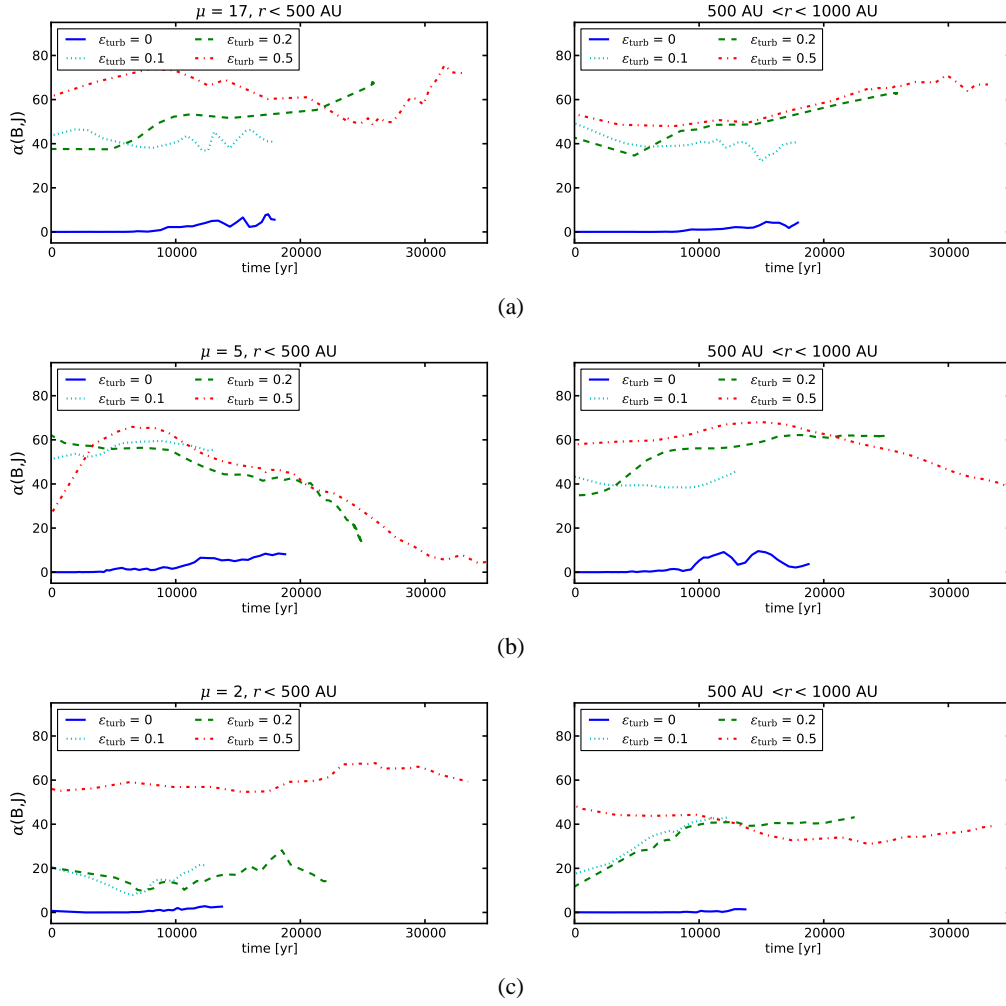 μ = 17, r < 500 AU
500 AU < r < 1000 AU
ε_turb = 0
ε_turb = 0.1
ε_turb = 0.2
ε_turb = 0.5
ε_turb = 0
ε_turb = 0.1
ε_turb = 0.2
ε_turb = 0.5
α(B,J)
80
60
40
20
0
80
60
40
20
0
0 10000 20000 30000
0 10000 20000 30000
time [yr]
time [yr]
(a)
μ = 5, r < 500 AU
500 AU < r < 1000 AU
ε_turb = 0
ε_turb = 0.1
ε_turb = 0.2
ε_turb = 0.5
ε_turb = 0
ε_turb = 0.1
ε_turb = 0.2
ε_turb = 0.5
α(B,J)
80
60
40
20
0
80
60
40
20
0
0 10000 20000 30000
0 10000 20000 30000
time [yr]
time [yr]
(b)
μ = 2, r < 500 AU
500 AU < r < 1000 AU
ε_turb = 0
ε_turb = 0.1
ε_turb = 0.2
ε_turb = 0.5
ε_turb = 0
ε_turb = 0.1
ε_turb = 0.2
ε_turb = 0.5
α(B,J)
80
60
40
20
0
80
60
40
20
0
0 10000 20000 30000
0 10000 20000 30000
time [yr]
time [yr]
(c)